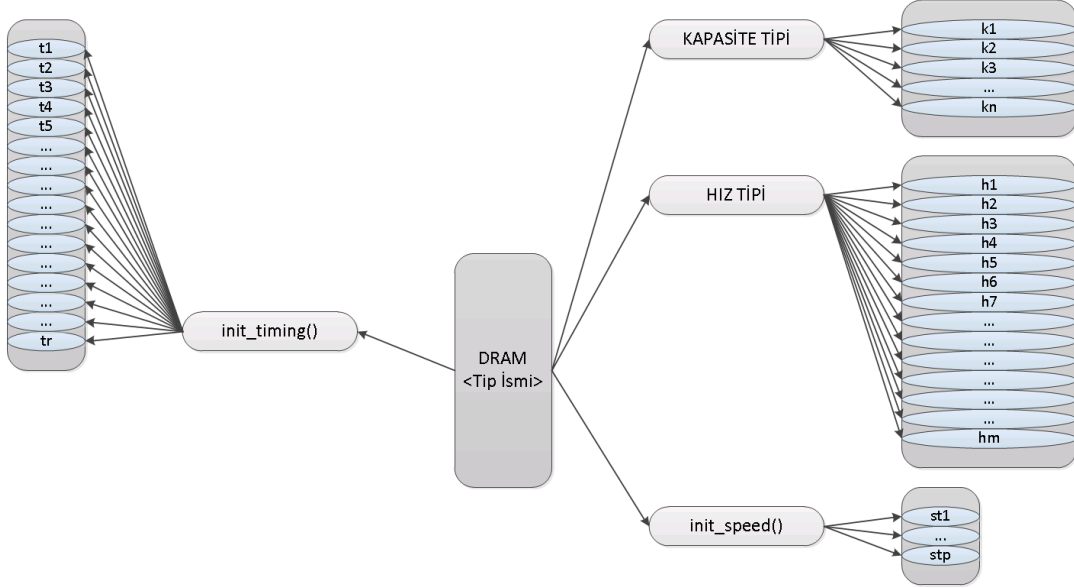 t1
t2
t3
t4
t5
...
...
...
...
...
...
...
...
...
...
tr
init_timing()
DRAM
<Tip İsmi>
KAPASİTE TİPİ
k1
k2
k3
...
kn
HIZ TİPİ
h1
h2
h3
h4
h5
h6
h7
...
...
...
...
...
...
hm
init_speed()
st1
...
stp